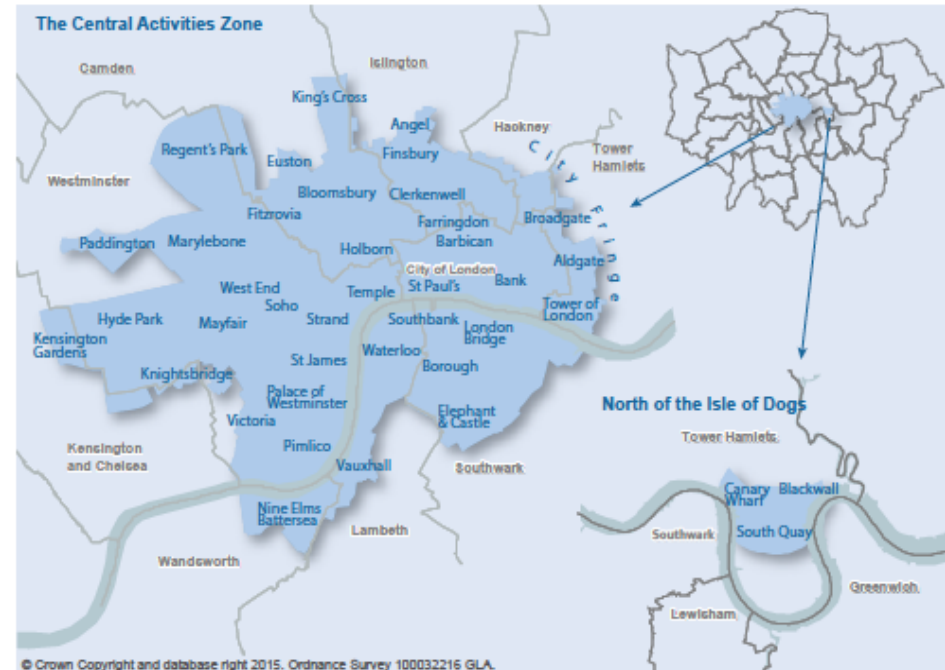 The Central Activities Zone
Camden
Islington
King's Cross
Angel
Hackney
Regent's Park
Euston
Finsbury
City Fringe
Tower
Hamlets
Westminster
Bloomsbury
Clerkenwell
Fitzrovia
Farringdon
Broadgate
Paddington
Marylebone
Holborn
Barbican
Aldgate
City of London
West End
Temple
St Paul's
Bank
Soho
Hyde Park
Mayfair
Strand
Southbank
Tower of
London
Kensington
Gardens
London
Bridge
St James
Waterloo
Borough
Knightsbridge
Palace of
Westminster
Victoria
Elephant
& Castle
Pimlico
Kensington
and Chelsea
Vauxhall
Southwark
Nine Elms
Battersea
Lambeth
Wandsworth
North of the Isle of Dogs
Tower Hamlets
Canary
Wharf
Blackwall
Southwark
South Quay
Greenwich
Lewisham
© Crown Copyright and database right 2015. Ordnance Survey 100032216 GLA.